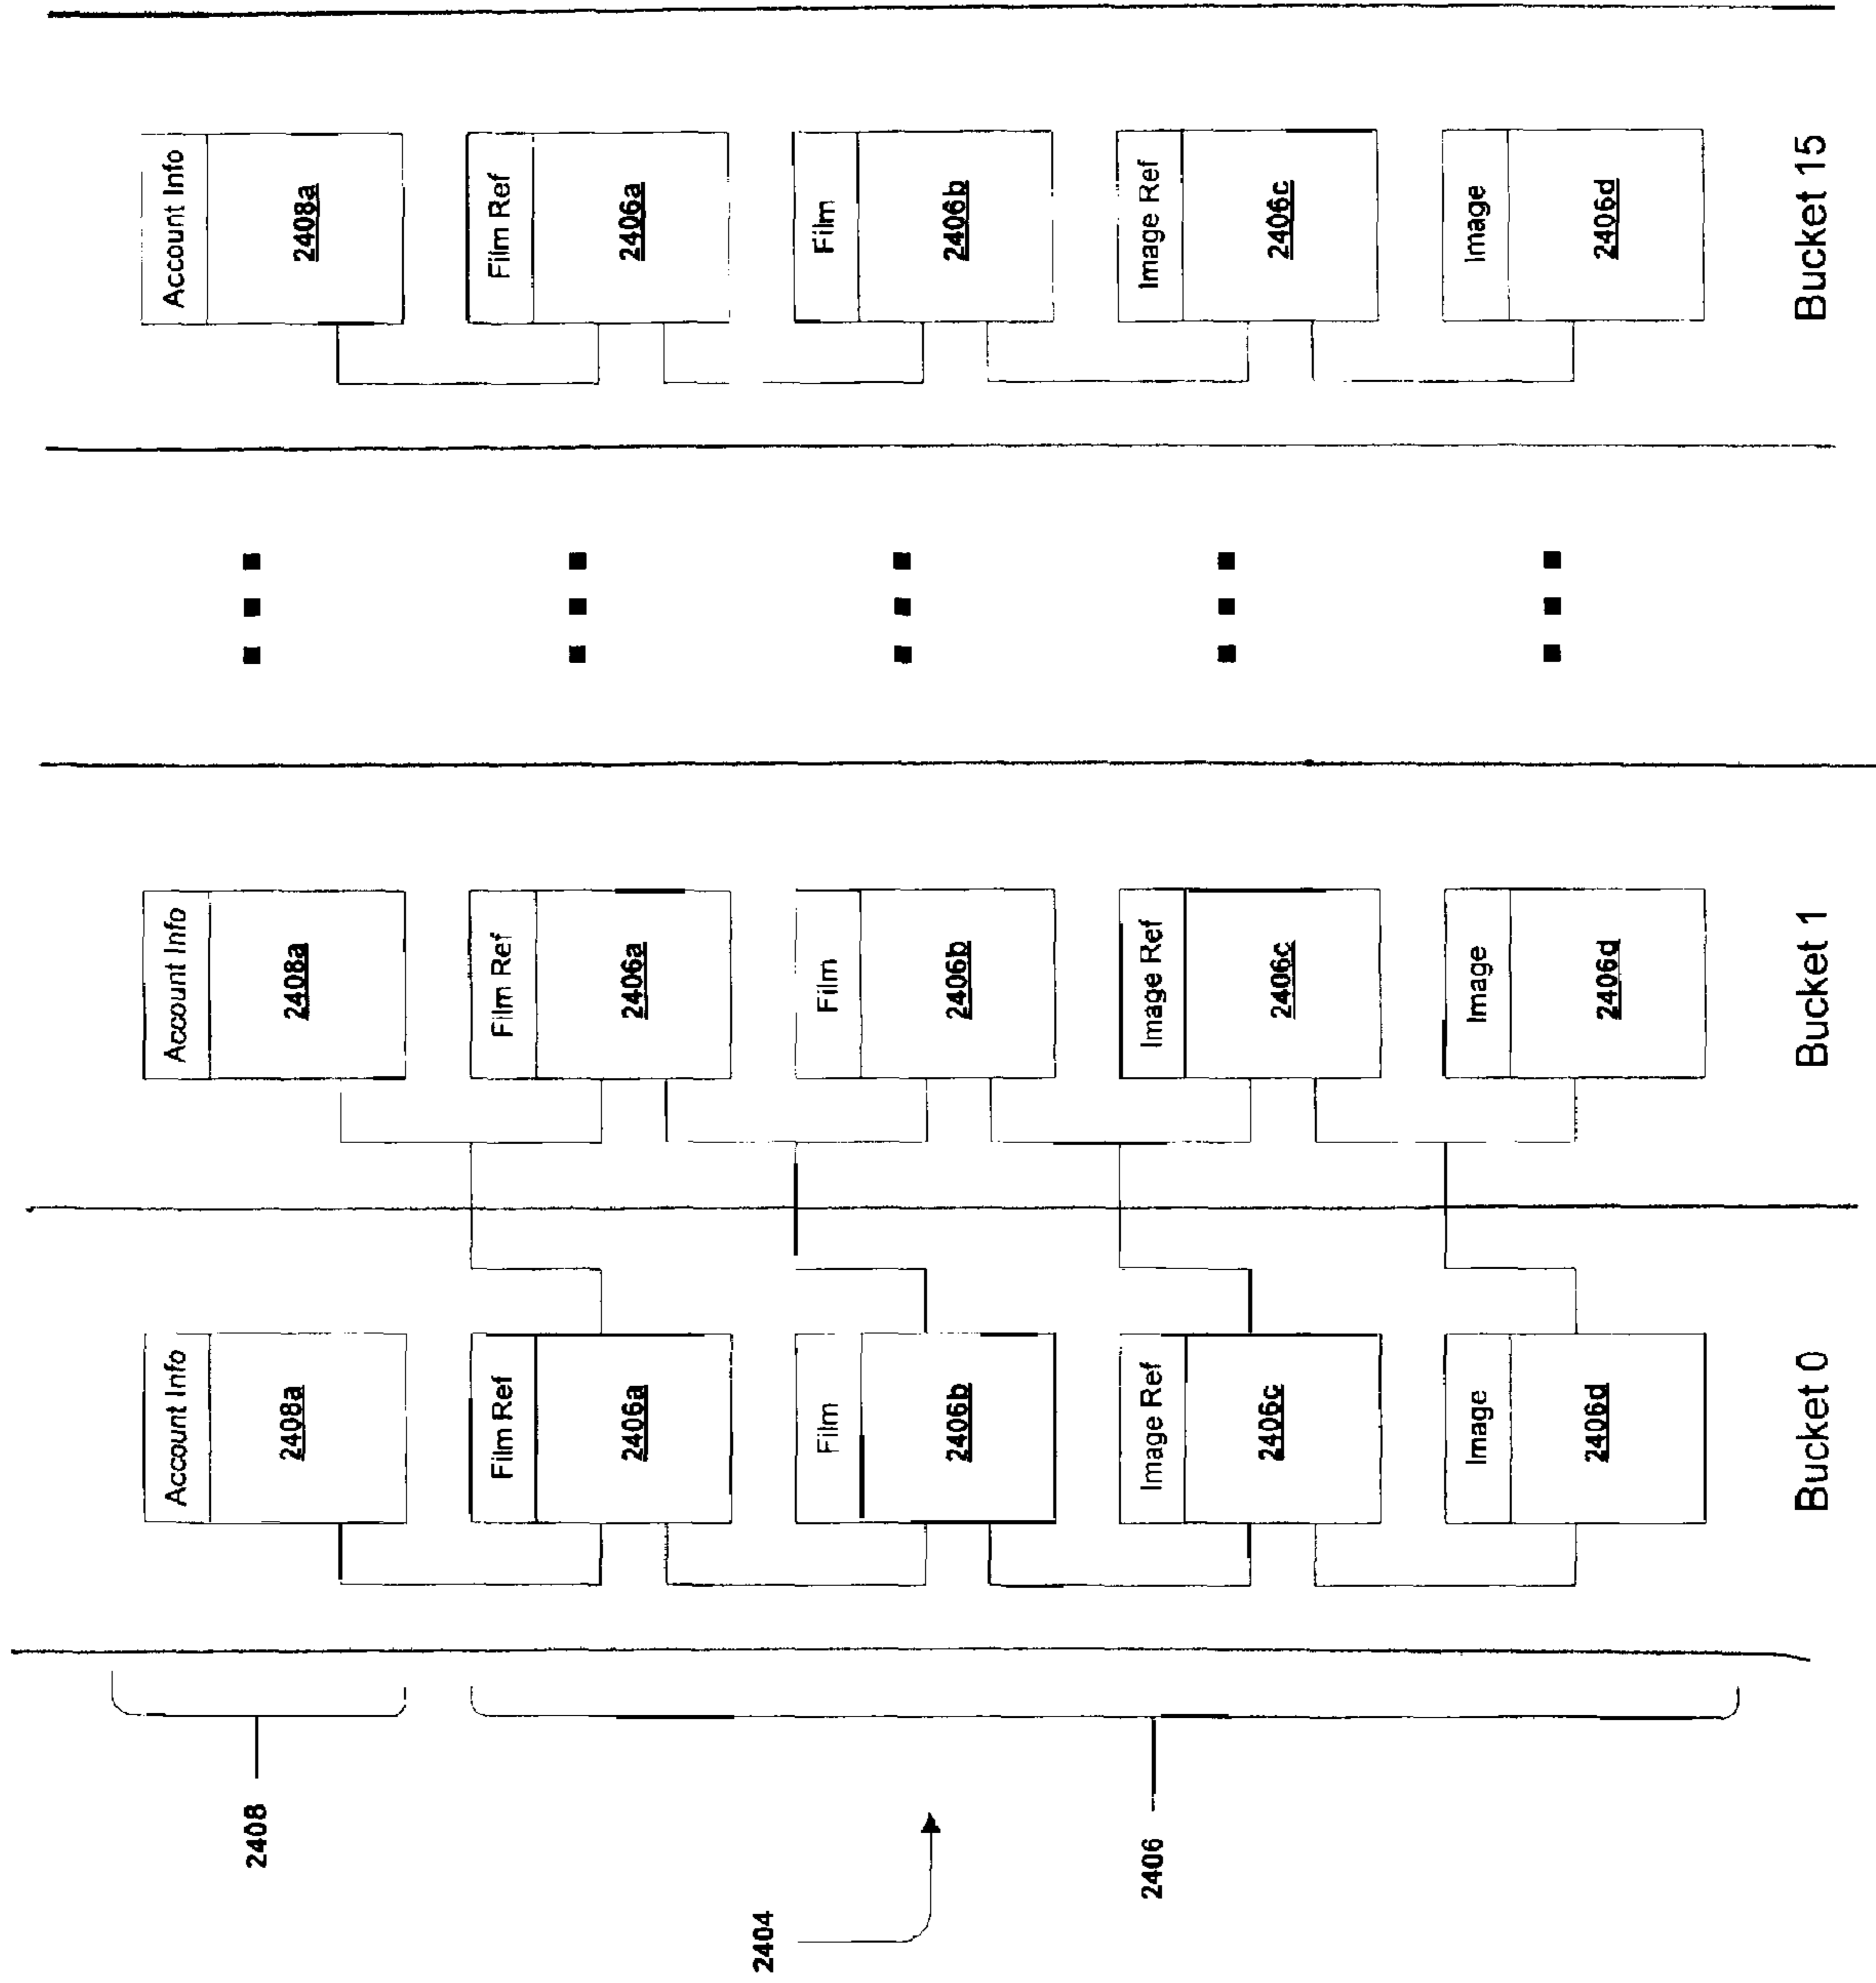 2408
2404
2406
Account Info
2408a
Film Ref
2406a
Film
2406b
Image Ref
2406c
Image
2406d
Bucket 0
Account Info
2408a
Film Ref
2406a
Film
2406b
Image Ref
2406c
Image
2406d
Bucket 1
Account Info
2408a
Film Ref
2406a
Film
2406b
Image Ref
2406c
Image
2406d
Bucket 15